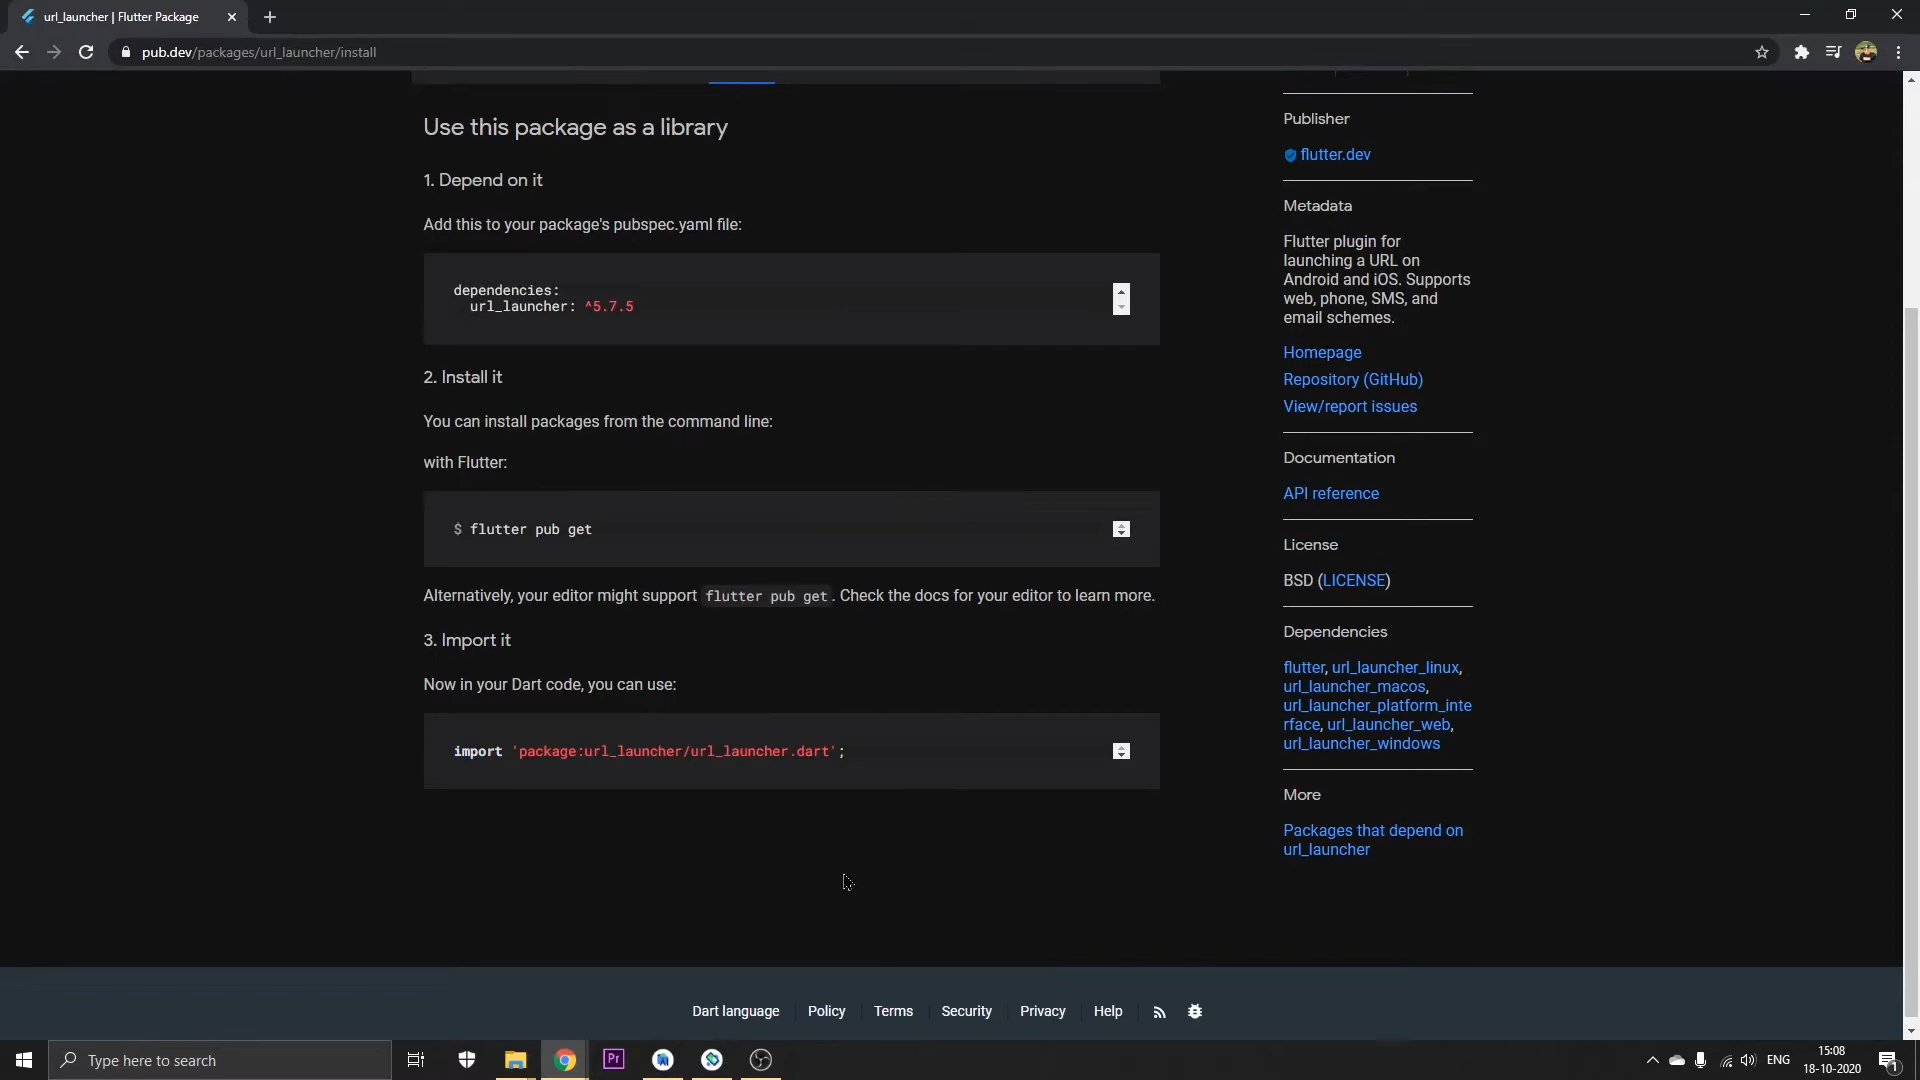 url_launcher | Flutter Package
pub.dev/packages/url_launcher/install
Use this package as a library
1. Depend on it
Add this to your package's pubspec.yaml file:
dependencies:
url_launcher: ^5.7.5
2. Install it
You can install packages from the command line:
with Flutter:
$ flutter pub get
Alternatively, your editor might support flutter pub get. Check the docs for your editor to learn more.
3. Import it
Now in your Dart code, you can use:
import 'package:url_launcher/url_launcher.dart';
Publisher
flutter.dev
Metadata
Flutter plugin for
launching a URL on
Android and iOS. Supports
web, phone, SMS, and
email schemes.
Homepage
Repository (GitHub)
View/report issues
Documentation
API reference
License
BSD (LICENSE)
Dependencies
flutter, url_launcher_linux,
url_launcher_macos,
url_launcher_platform_inte
rface, url_launcher_web,
url_launcher_windows
More
Packages that depend on
url_launcher
Dart language Policy Terms Security Privacy Help
Type here to search
Pr
ENG
15:08
18-10-2020
1